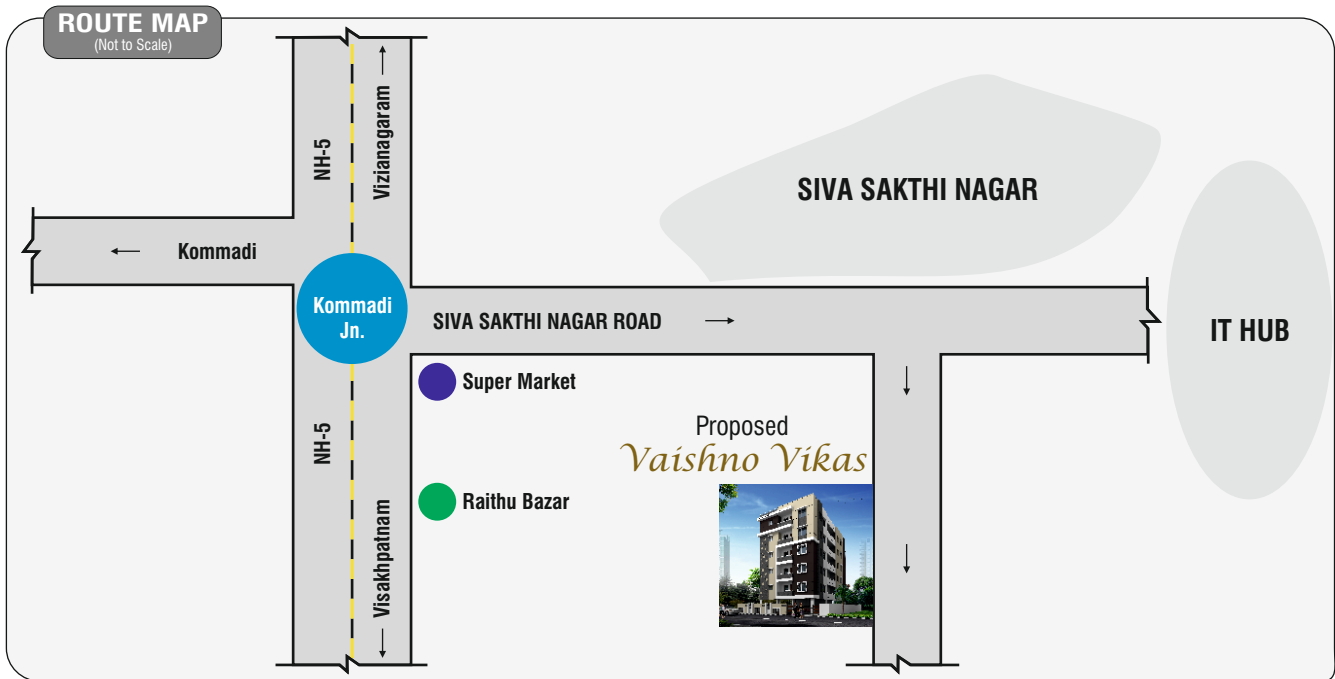 ROUTE MAP
(Not to Scale)
NH-5
Vizianagaram
Kommadi
SIVA SAKTHI NAGAR
Kommadi
Jn.
SIVA SAKTHI NAGAR ROAD
IT HUB
Super Market
NH-5
Proposed
Vaishno Vikas
Raithu Bazar
Visakhpatnam